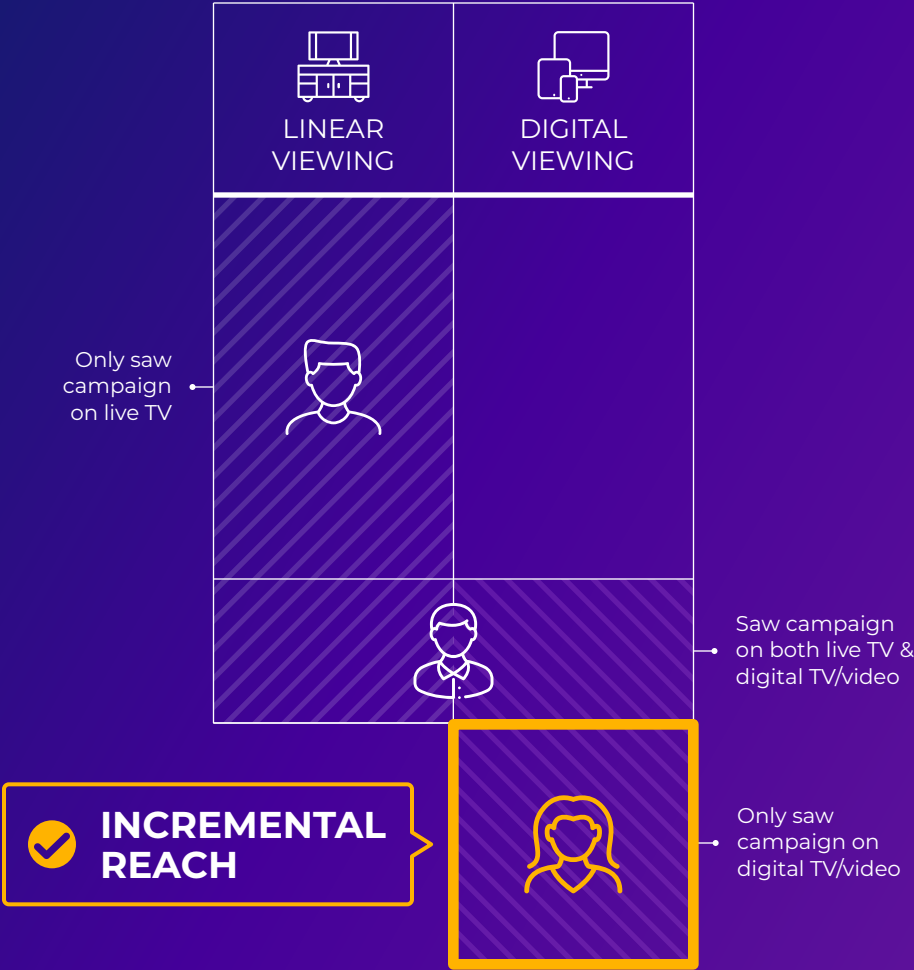 LINEAR
VIEWING
DIGITAL
VIEWING
Only saw
campaign
on live TV
Saw campaign
on both live TV &
digital TV/video
INCREMENTAL
REACH
Only saw
campaign on
digital TV/video